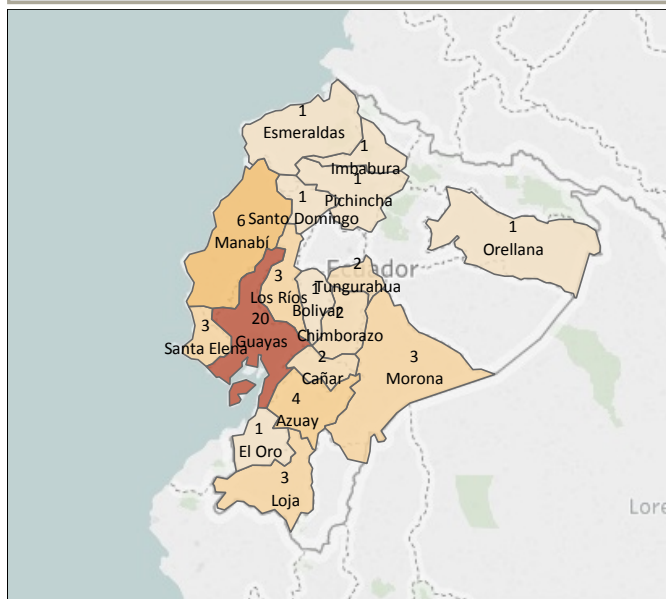 1
Esmeraldas
1
Imbabura
1
Pichincha
1
Santo Domingo
6
Manabí
1
Orellana
Ecuador
2
Tungurahua
3
Los Ríos
1
Bolivar
2
Chimborazo
20
Guayas
3
Santa Elena
2
Cañar
3
Morona
4
Azuay
1
El Oro
3
Loja
Lore